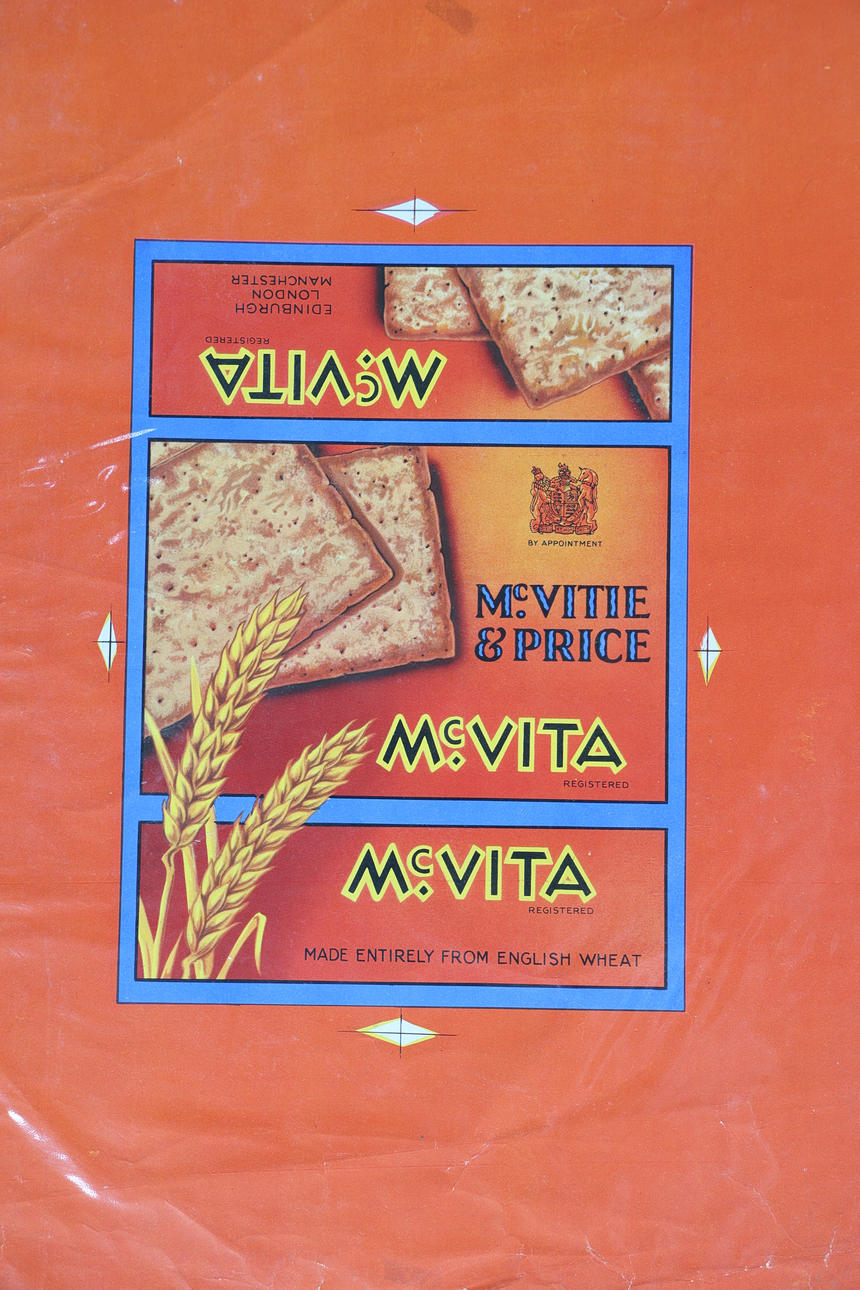 EDINBURGH
LONDON
MANCHESTER
McVITA
REGISTERED
BY APPOINTMENT
McVITIE
& PRICE
McVITA
REGISTERED
McVITA
REGISTERED
MADE ENTIRELY FROM ENGLISH WHEAT